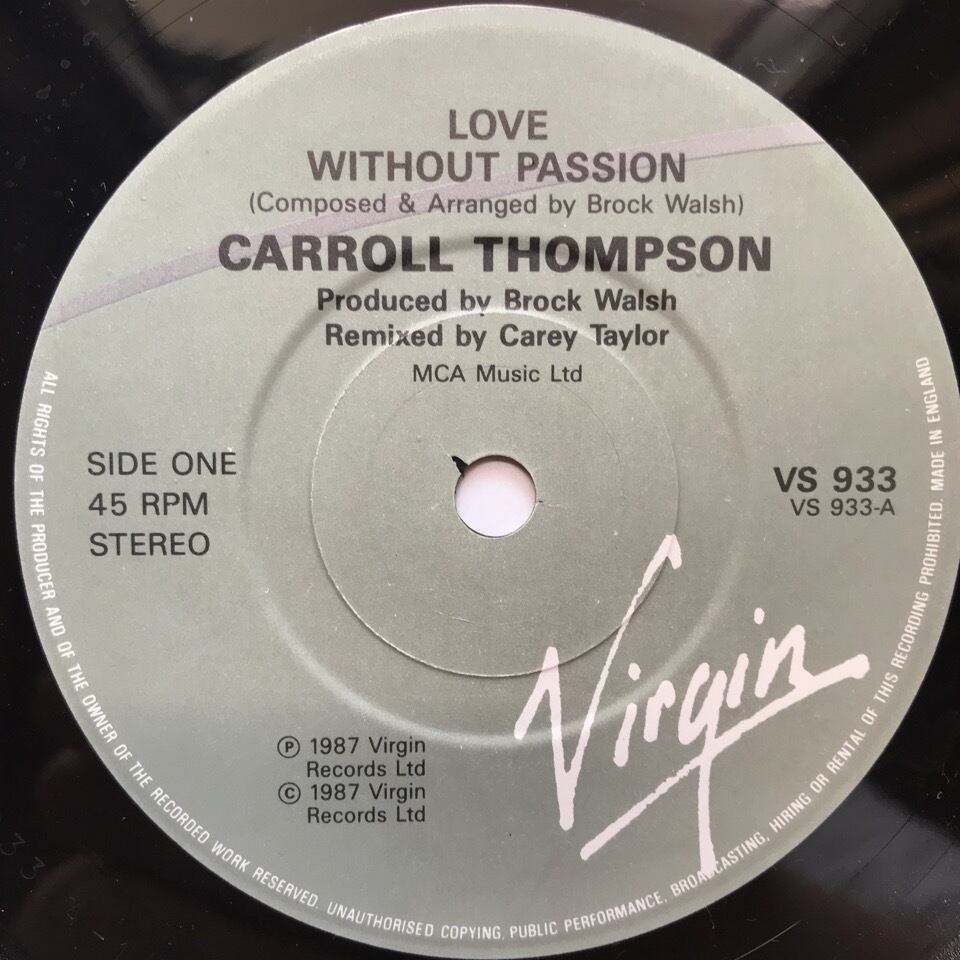 LOVE
WITHOUT PASSION
(Composed & Arranged by Brock Walsh)
CARROLL THOMPSON
Produced by Brock Walsh
Remixed by Carey Taylor
MCA Music Ltd
SIDE ONE
45 RPM
STEREO
VS 933
VS 933-A
Virgin
℗ 1987 Virgin
Records Ltd
© 1987 Virgin
Records Ltd
ALL RIGHTS OF THE PRODUCER AND OF THE OWNER OF THE RECORDED WORK RESERVED. UNAUTHORISED COPYING, PUBLIC PERFORMANCE, BROADCASTING, HIRING OR RENTAL OF THIS RECORDING PROHIBITED. MADE IN ENGLAND